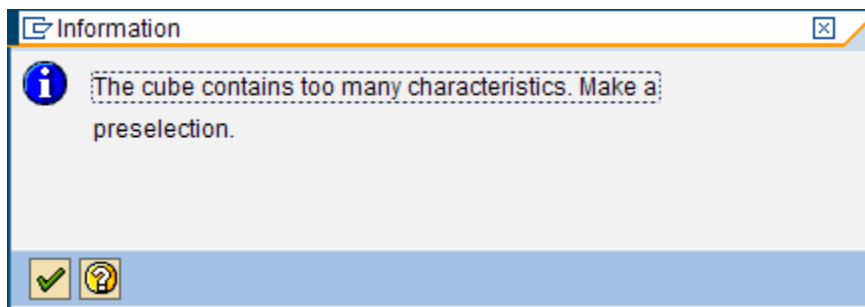 Information
The cube contains too many characteristics. Make a
preselection.